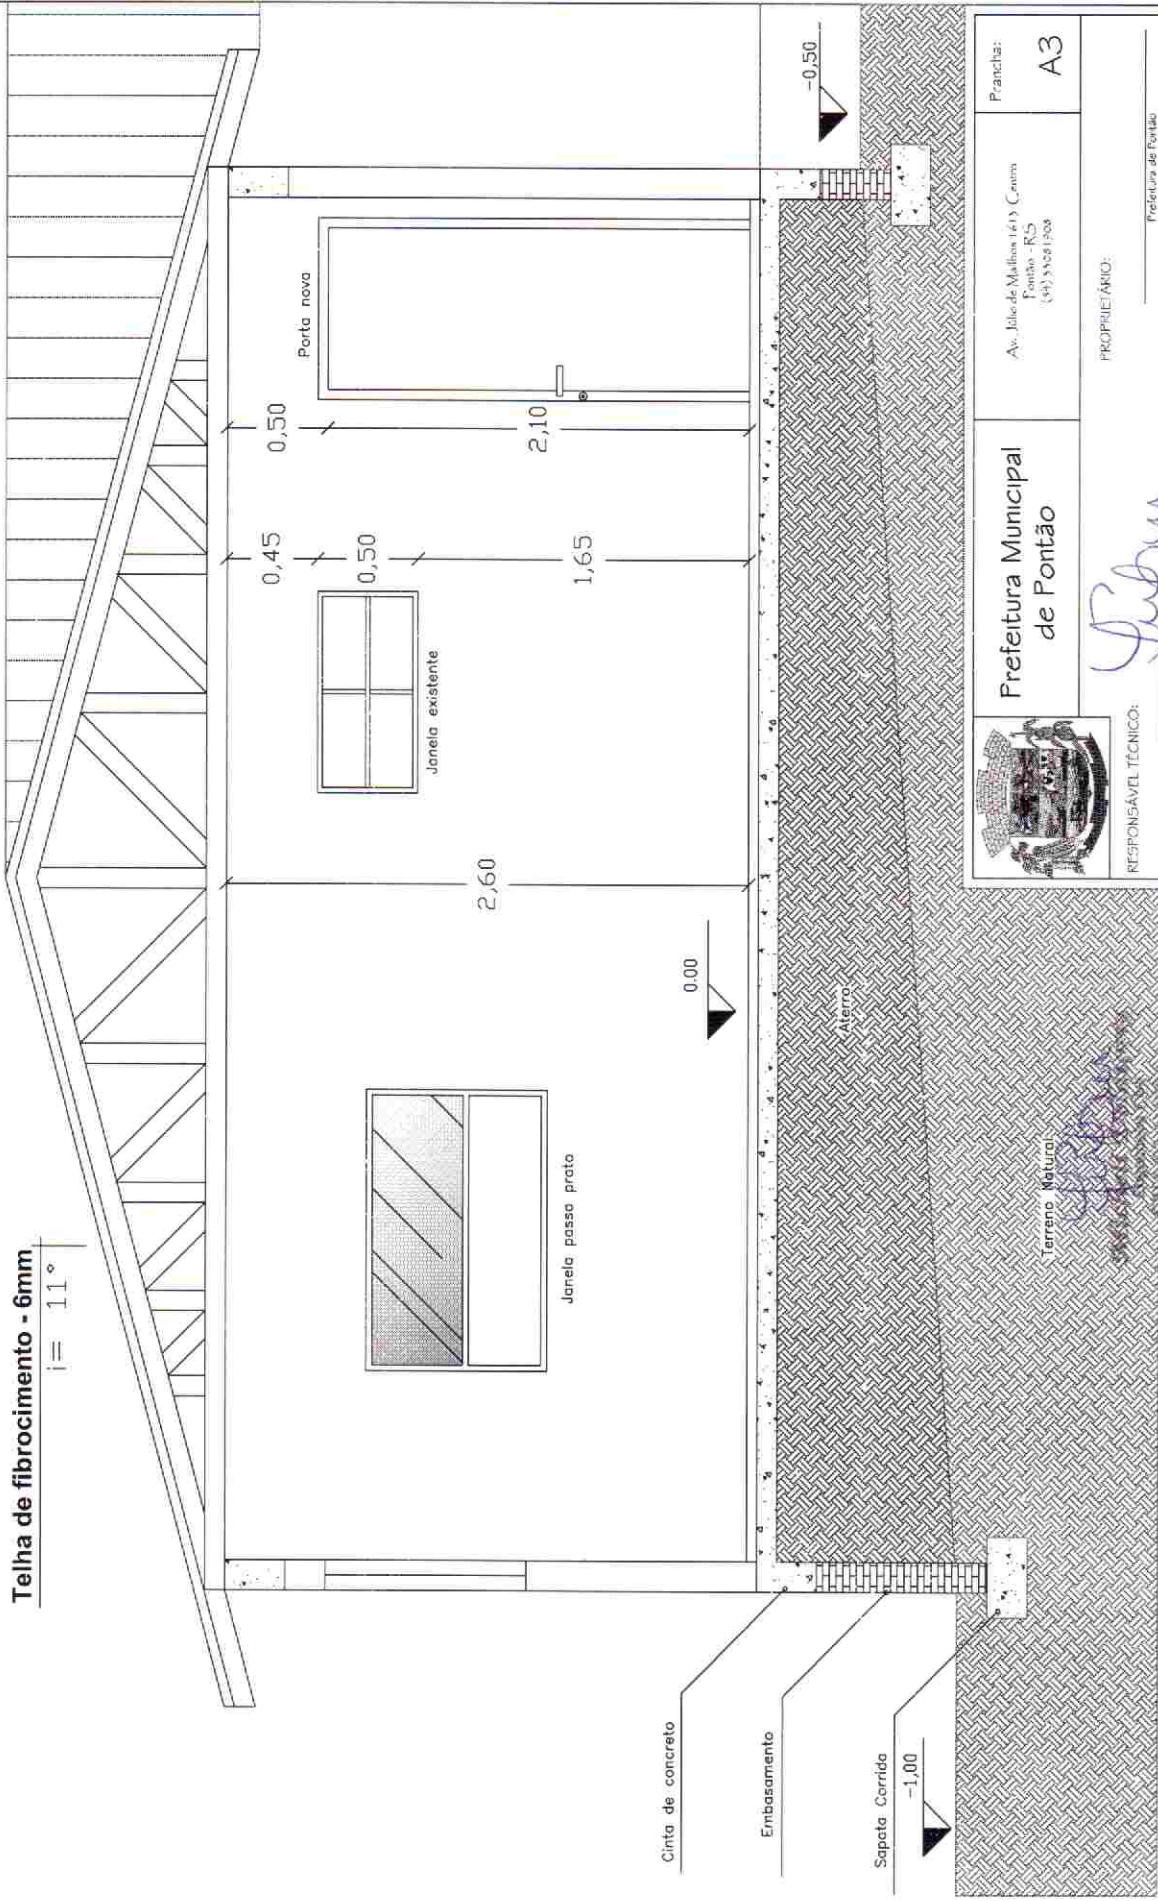 Telha de fibrocimento - 6mm
i= 11°
Porta nova
0,50
2,10
0,45
0,50
1,65
Janela existente
2,60
0.00
Janela passa prato
-0,50
Aterro
Terreno Natural
Cinta de concreto
Embasamento
Sapata Corrida
-1,00
Prefeitura Municipal
de Pontão
Av. Júlio de Mailhos 1613 Centro
Pontão - RS
Prancha:
A3
RESPONSÁVEL TÉCNICO:
PROPRIETÁRIO:
Prefeitura de Pontão